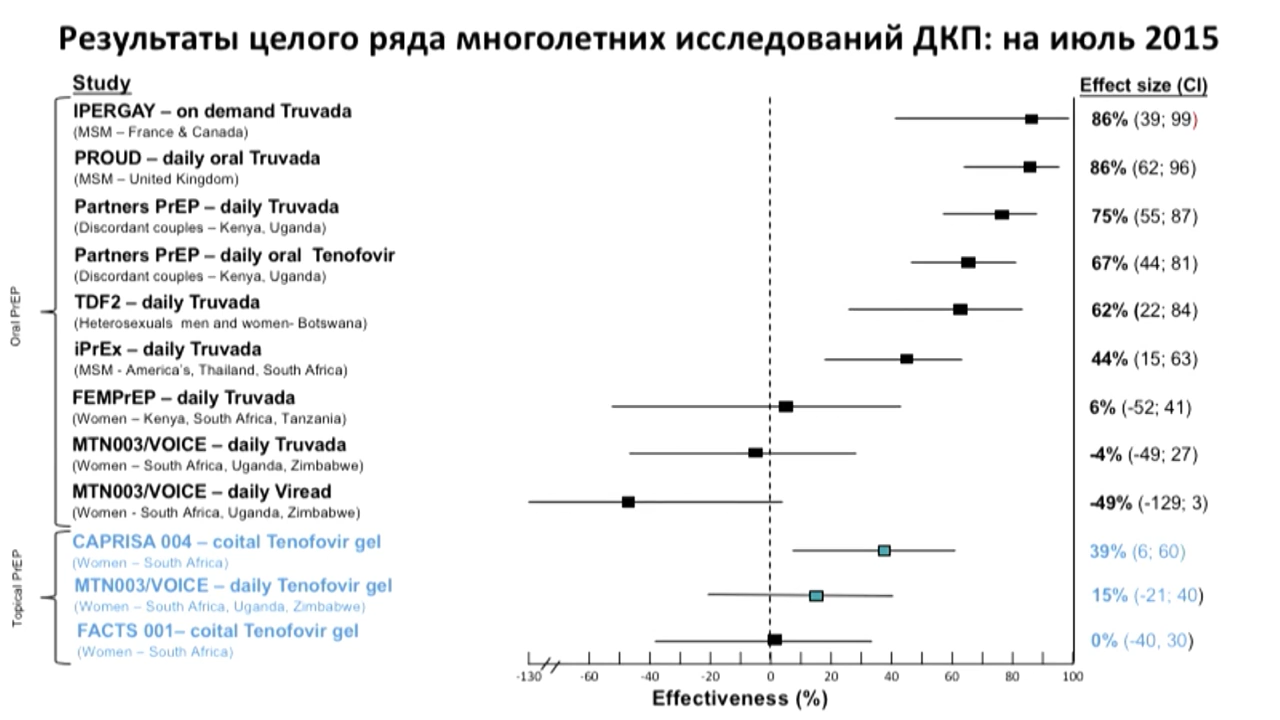 Результаты целого ряда многолетних исследований ДКП: на июль 2015
Study
Effect size (CI)
Oral PrEP
IPERGAY – on demand Truvada
(MSM – France & Canada)
86% (39; 99)
PROUD – daily oral Truvada
(MSM – United Kingdom)
86% (62; 96)
Partners PrEP – daily Truvada
(Discordant couples – Kenya, Uganda)
75% (55; 87)
Partners PrEP – daily oral Tenofovir
(Discordant couples – Kenya, Uganda)
67% (44; 81)
TDF2 – daily Truvada
(Heterosexuals men and women- Botswana)
62% (22; 84)
iPrEx – daily Truvada
(MSM - America's, Thailand, South Africa)
44% (15; 63)
FEMPrEP – daily Truvada
(Women – Kenya, South Africa, Tanzania)
6% (-52; 41)
MTN003/VOICE – daily Truvada
(Women – South Africa, Uganda, Zimbabwe)
-4% (-49; 27)
MTN003/VOICE – daily Viread
(Women - South Africa, Uganda, Zimbabwe)
-49% (-129; 3)
Topical PrEP
CAPRISA 004 – coital Tenofovir gel
(Women – South Africa)
39% (6; 60)
MTN003/VOICE – daily Tenofovir gel
(Women – South Africa, Uganda, Zimbabwe)
15% (-21; 40)
FACTS 001– coital Tenofovir gel
(Women – South Africa)
0% (-40, 30)
-130 -60 -40 -20 0 20 40 60 80 100
Effectiveness (%)